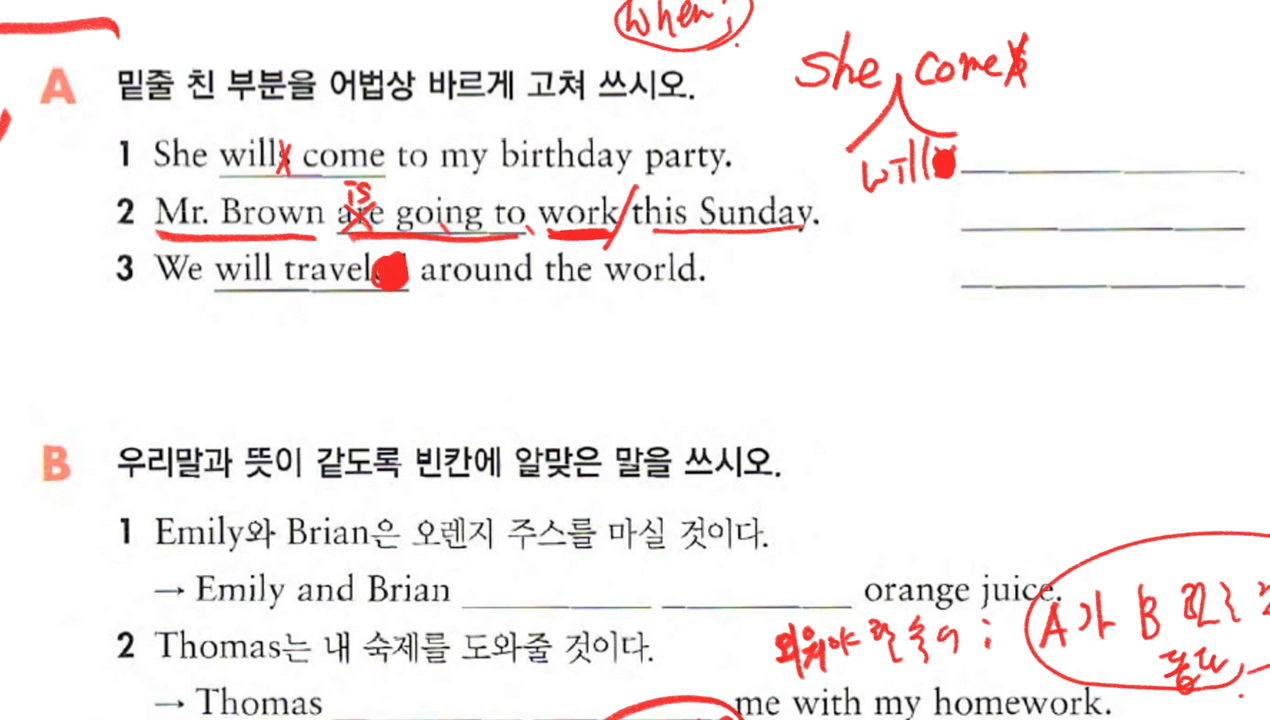 when;
A 밑줄 친 부분을 어법상 바르게 고쳐 쓰시오.
She comes
will
1 She wills come to my birthday party.
is
2 Mr. Brown are going to work / this Sunday.
3 We will travel around the world.
B 우리말과 뜻이 같도록 빈칸에 알맞은 말을 쓰시오.
1 Emily와 Brian은 오렌지 주스를 마실 것이다.
→ Emily and Brian orange juice.
외워야 할 숙어; A가 B
돕다
2 Thomas는 내 숙제를 도와줄 것이다.
→ Thomas me with my homework.